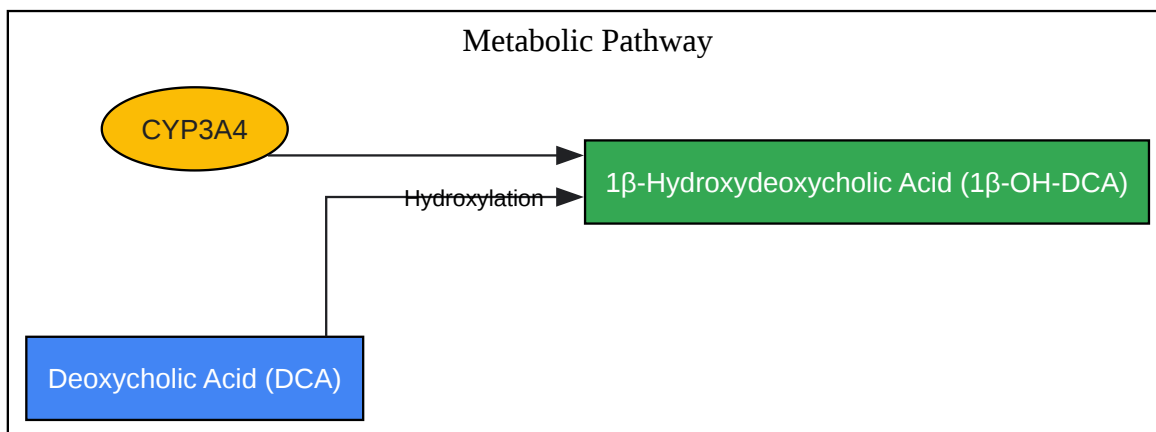 Metabolic Pathway
CYP3A4
1β-Hydroxydeoxycholic Acid (1β-OH-DCA)
Hydroxylation
Deoxycholic Acid (DCA)